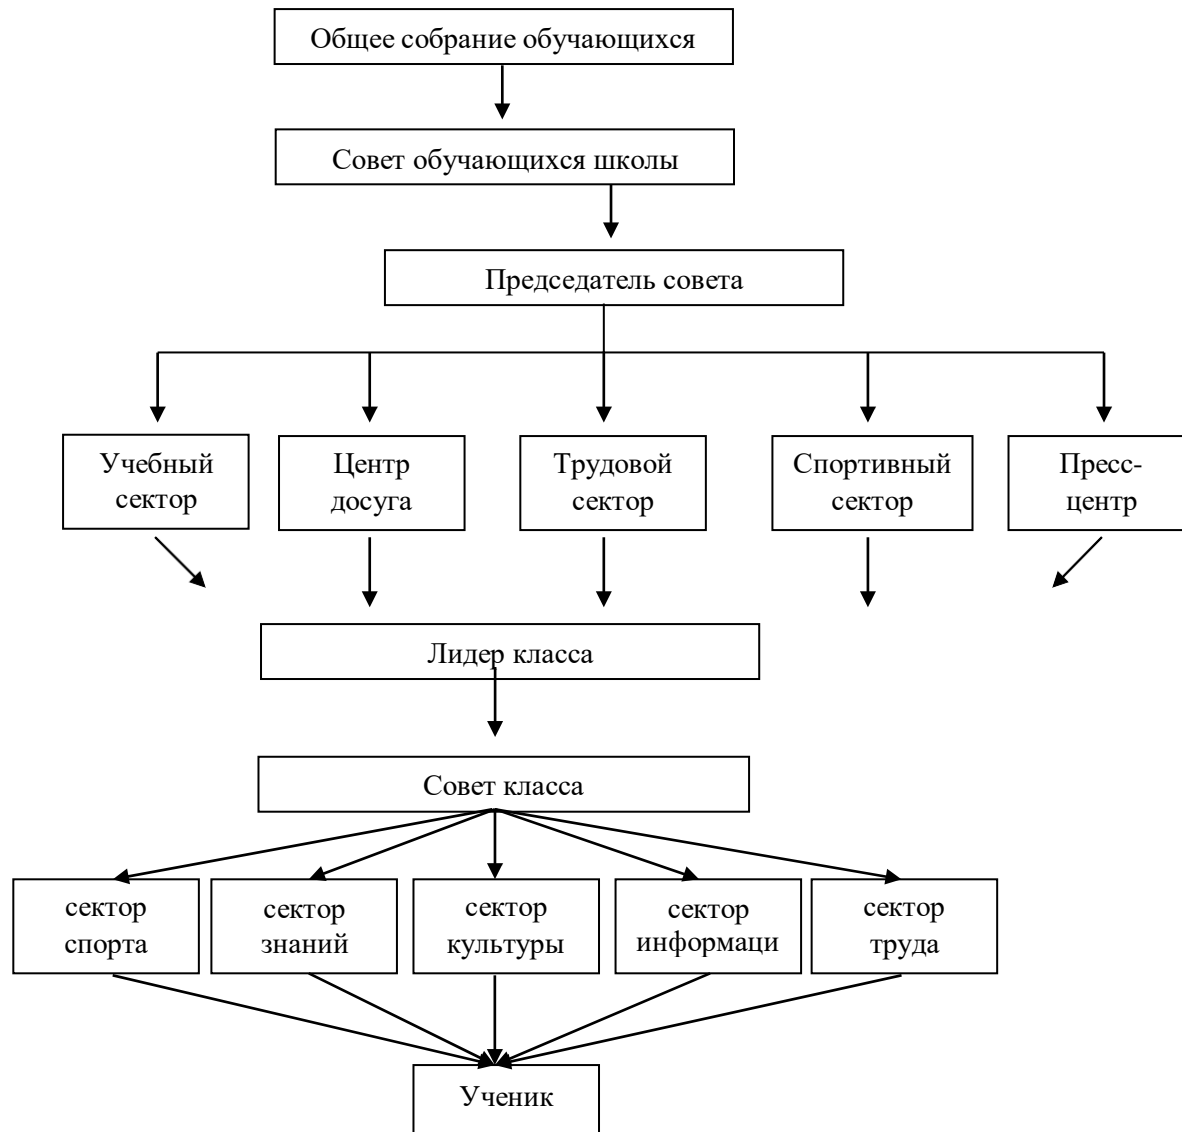 Общее собрание обучающихся
Совет обучающихся школы
Председатель совета
Учебный
сектор
Центр
досуга
Трудовой
сектор
Спортивный
сектор
Пресс-
центр
Лидер класса
Совет класса
сектор
спорта
сектор
знаний
сектор
культуры
сектор
информаци
сектор
труда
Ученик